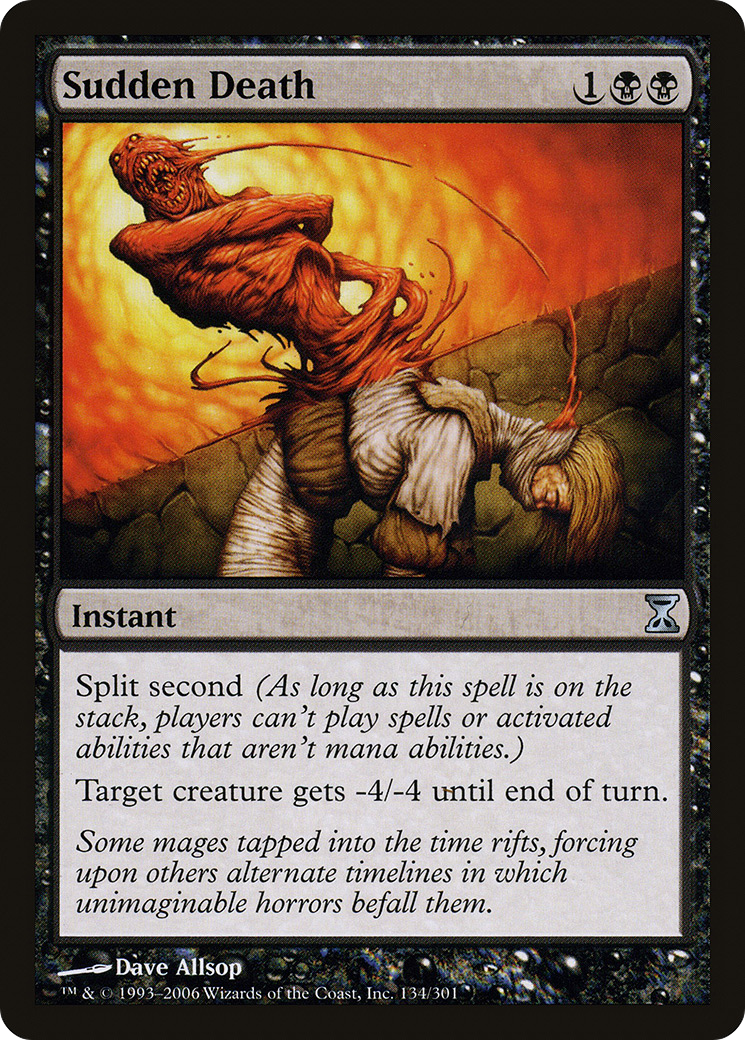 Sudden Death 1
Instant
Split second (As long as this spell is on the
stack, players can't play spells or activated
abilities that aren't mana abilities.)
Target creature gets -4/-4 until end of turn.
Some mages tapped into the time rifts, forcing
upon others alternate timelines in which
unimaginable horrors befall them.
Dave Allsop
™ & © 1993–2006 Wizards of the Coast, Inc. 134/301